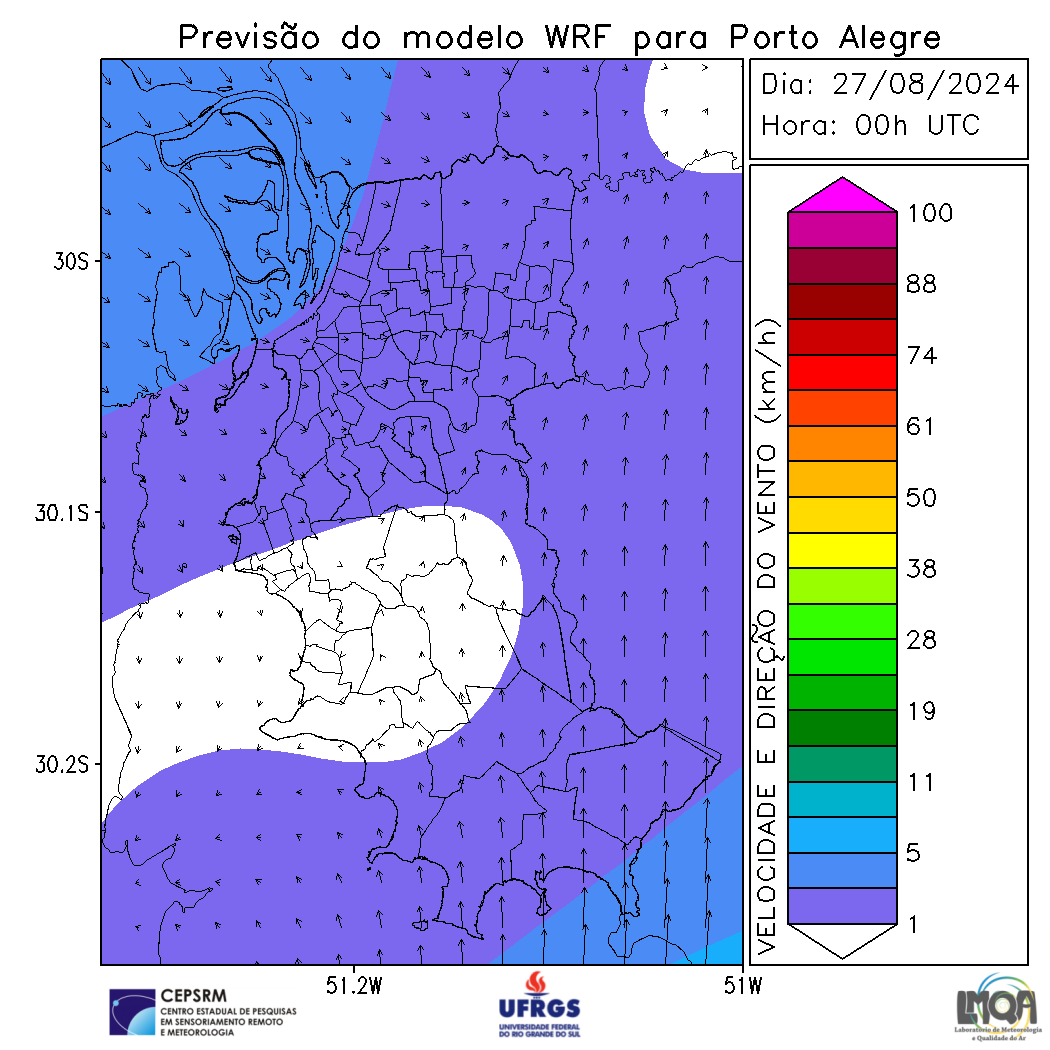 Previsão do modelo WRF para Porto Alegre
Dia: 27/08/2024
Hora: 00h UTC
30S
30.1S
30.2S
51.2W
51W
VELOCIDADE E DIREÇÃO DO VENTO (km/h)
100
88
74
61
50
38
28
19
11
5
1
CEPSRM
CENTRO ESTADUAL DE PESQUISAS
EM SENSORIAMENTO REMOTO
E METEOROLOGIA
UFRGS
UNIVERSIDADE FEDERAL
DO RIO GRANDE DO SUL
LMQA
Laboratório de Meteorologia
e Qualidade do Ar